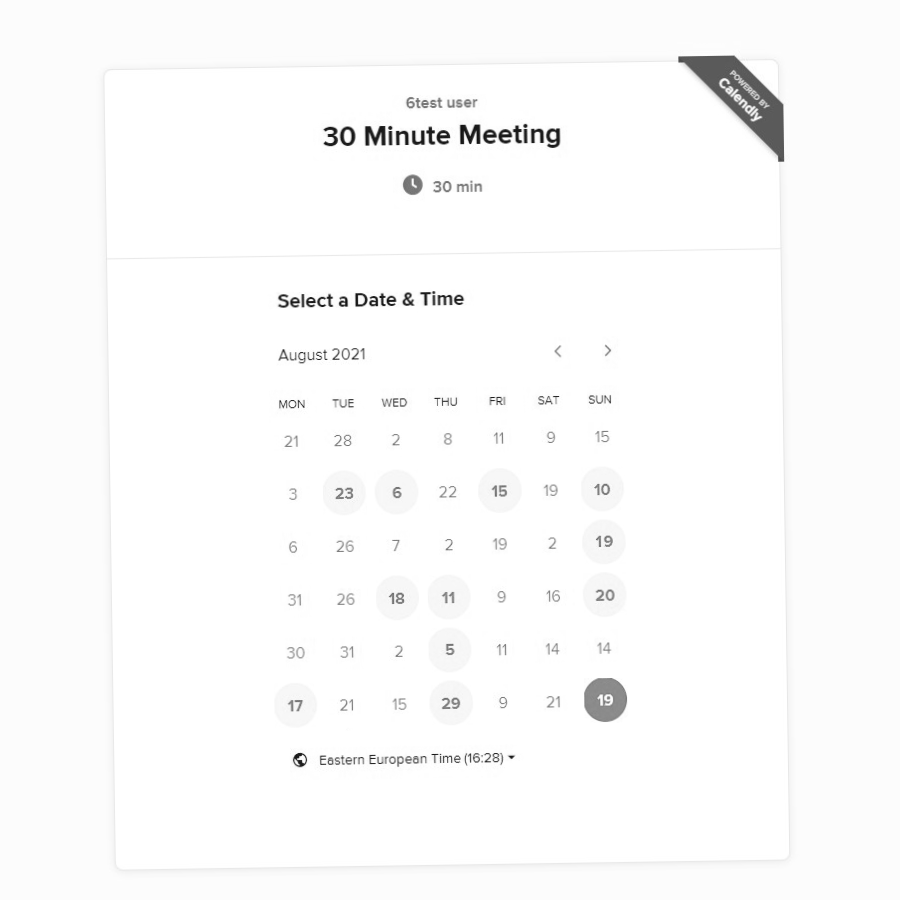 POWERED BY
Calendly
6test user
30 Minute Meeting
30 min
Select a Date & Time
August 2021
MON TUE WED THU FRI SAT SUN
21 28 2 8 11 9 15
3 23 6 22 15 19 10
6 26 7 2 19 2 19
31 26 18 11 9 16 20
30 31 2 5 11 14 14
17 21 15 29 9 21 19
Eastern European Time (16:28)